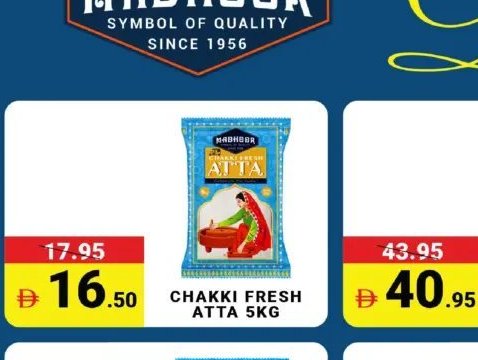 MADHOOR
SYMBOL OF QUALITY
SINCE 1956
MADHOOR
CHAKKI FRESH
ATTA
17.95
16.50
CHAKKI FRESH
ATTA 5KG
43.95
40.95